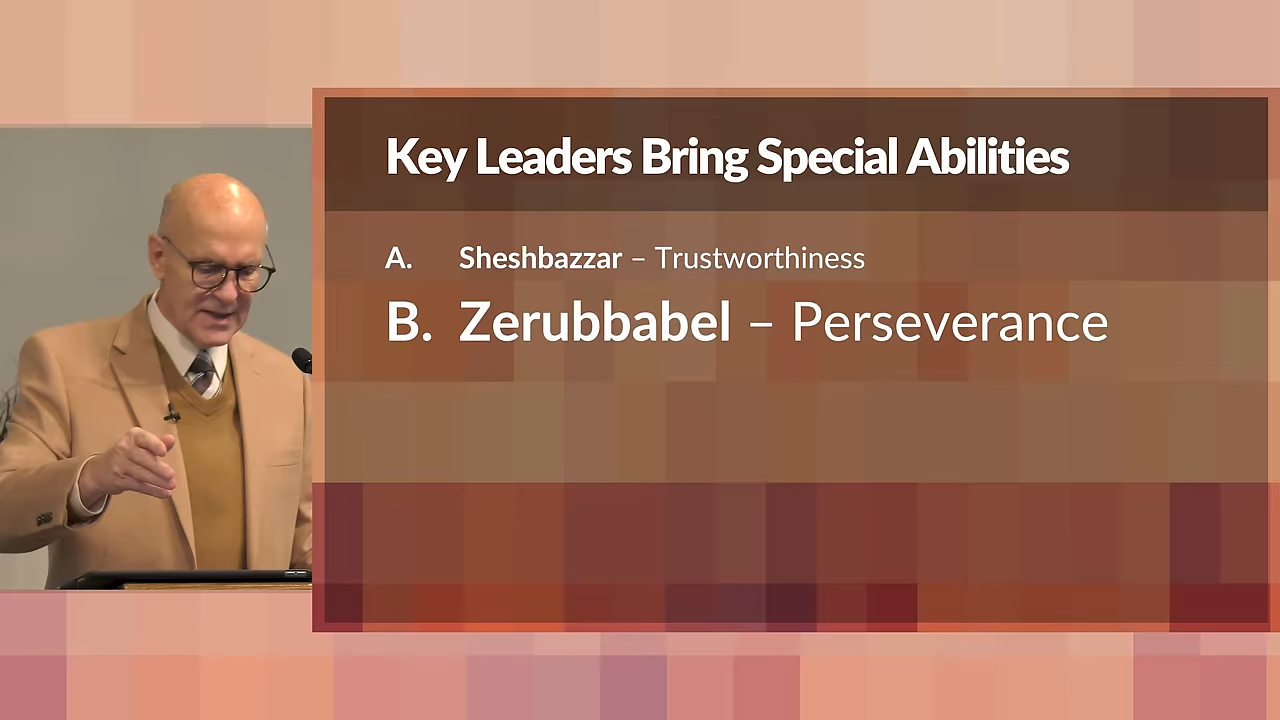 Key Leaders Bring Special Abilities
A. Sheshbazzar – Trustworthiness
B. Zerubbabel – Perseverance